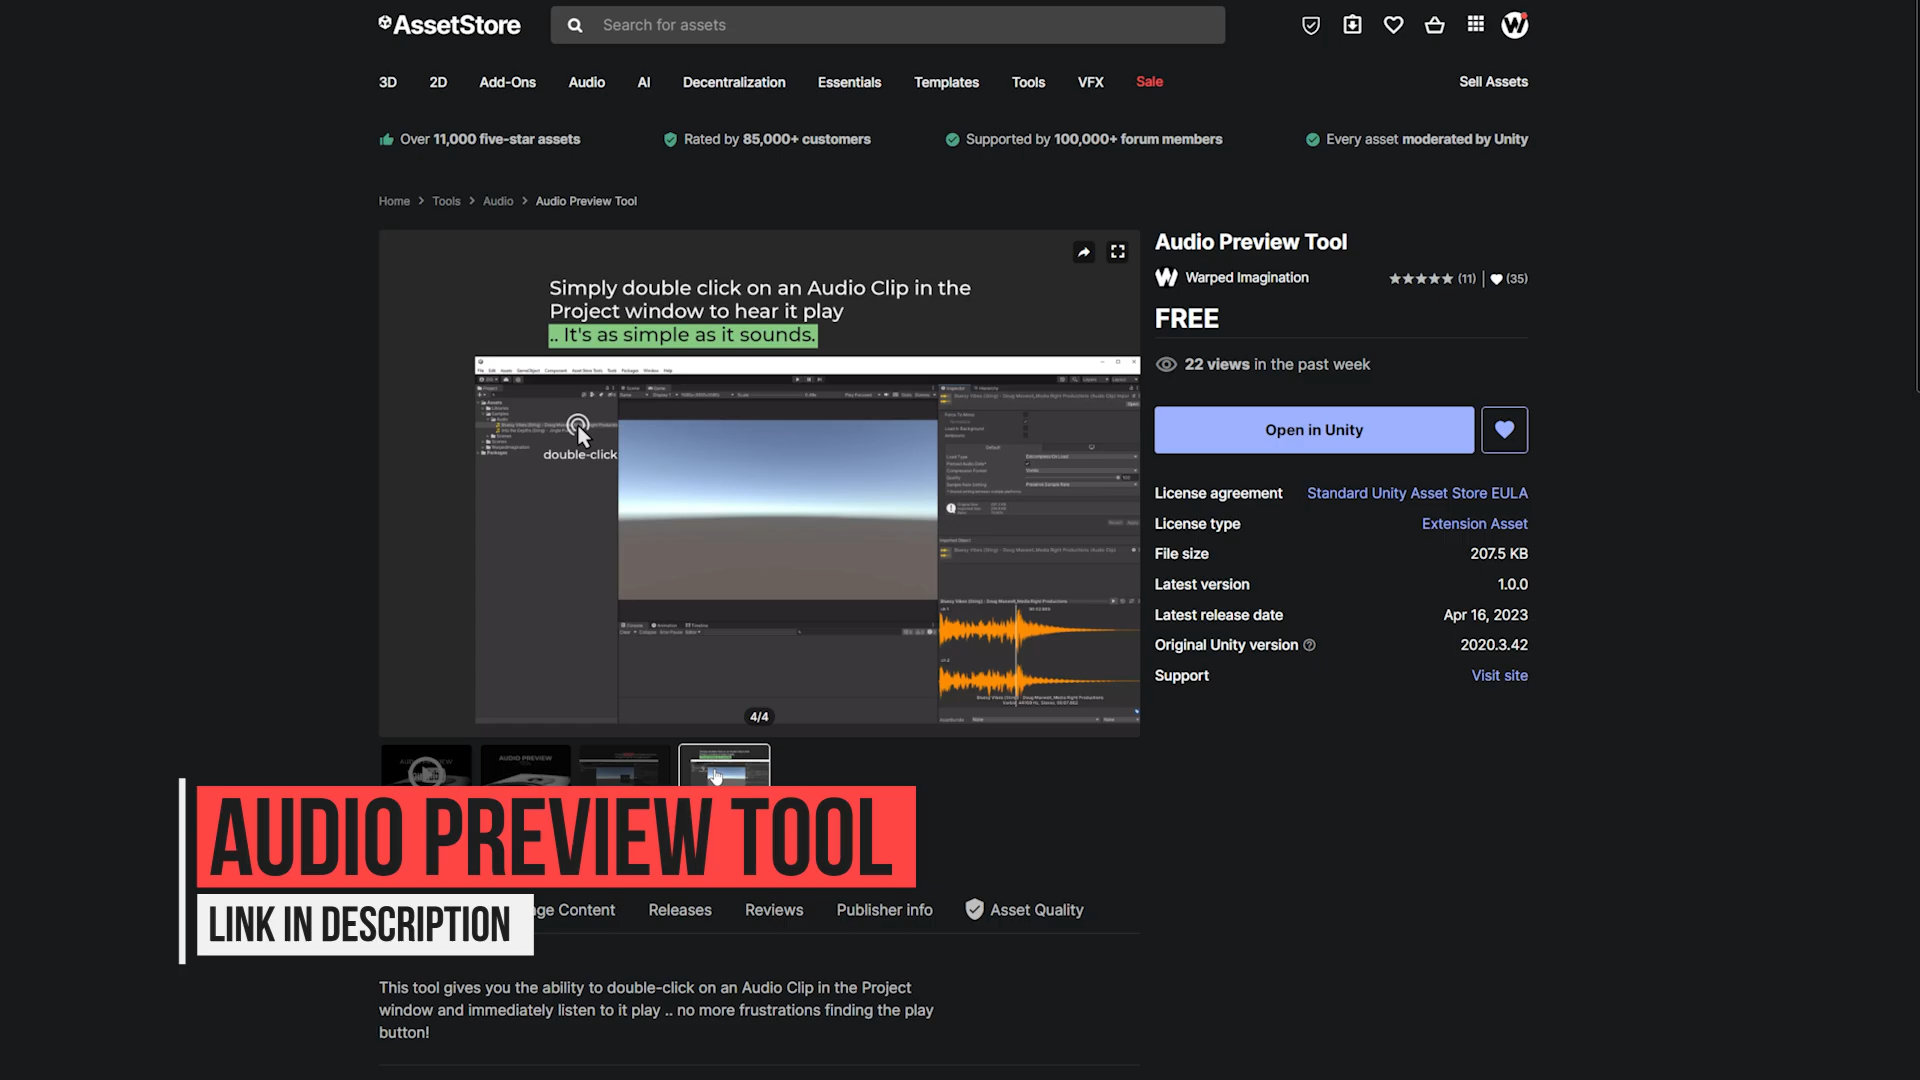 AssetStore
Search for assets
3D 2D Add-Ons Audio AI Decentralization Essentials Templates Tools VFX Sale Sell Assets
Over 11,000 five-star assets Rated by 85,000+ customers Supported by 100,000+ forum members Every asset moderated by Unity
Home > Tools > Audio > Audio Preview Tool
Simply double click on an Audio Clip in the
Project window to hear it play
.. It's as simple as it sounds.
double-click
4/4
Audio Preview Tool
Warped Imagination (11) | (35)
FREE
22 views in the past week
Open in Unity
License agreement Standard Unity Asset Store EULA
License type Extension Asset
File size 207.5 KB
Latest version 1.0.0
Latest release date Apr 16, 2023
Original Unity version 2020.3.42
Support Visit site
AUDIO PREVIEW
AUDIO PREVIEW TOOL
LINK IN DESCRIPTION
ge Content Releases Reviews Publisher info Asset Quality
This tool gives you the ability to double-click on an Audio Clip in the Project
window and immediately listen to it play .. no more frustrations finding the play
button!